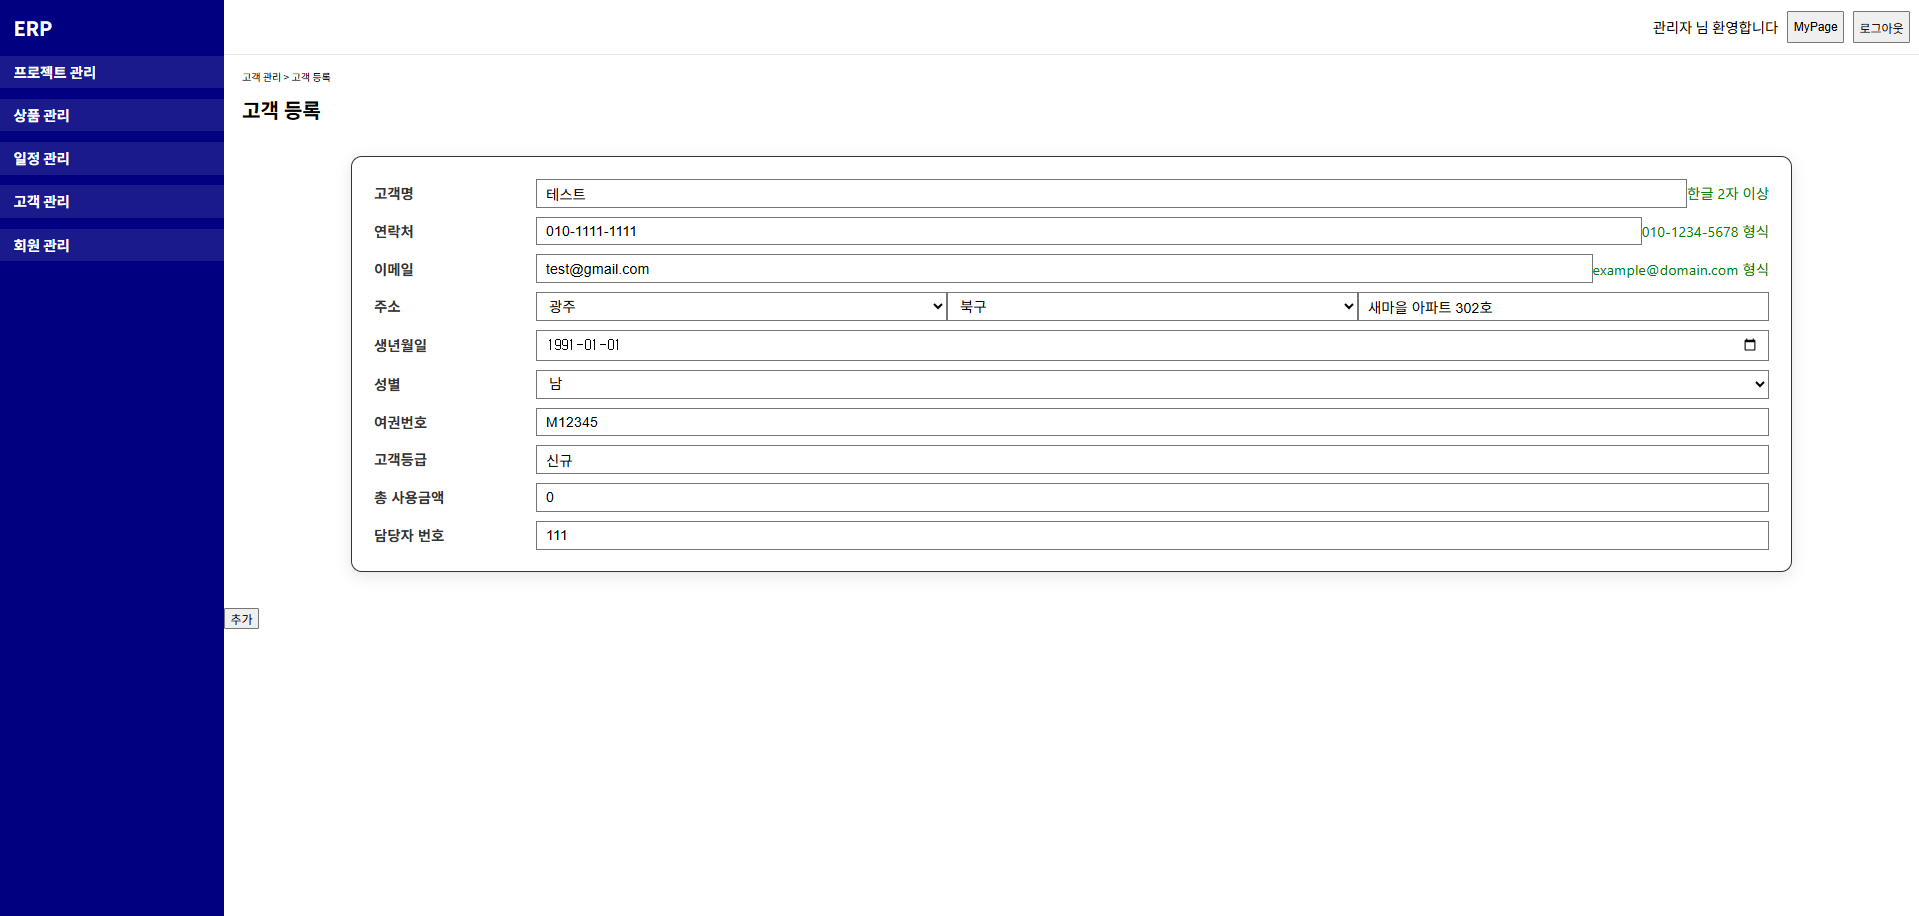 ERP
프로젝트 관리
상품 관리
일정 관리
고객 관리
회원 관리
관리자 님 환영합니다 MyPage 로그아웃
고객 관리 > 고객 등록
고객 등록
고객명 테스트 한글 2자 이상
연락처 010-1111-1111 010-1234-5678 형식
이메일 test@gmail.com example@domain.com 형식
주소 광주 북구 새마을 아파트 302호
생년월일 1991-01-01
성별 남
여권번호 M12345
고객등급 신규
총 사용금액 0
담당자 번호 111
추가